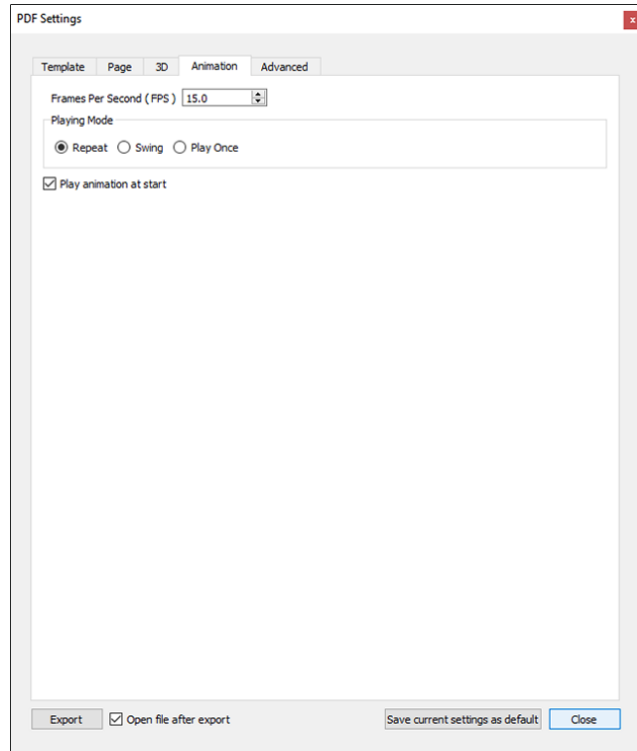 PDF Settings
x
Template Page 3D Animation Advanced
Frames Per Second ( FPS ) 15.0
Playing Mode
Repeat Swing Play Once
Play animation at start
Export Open file after export Save current settings as default Close